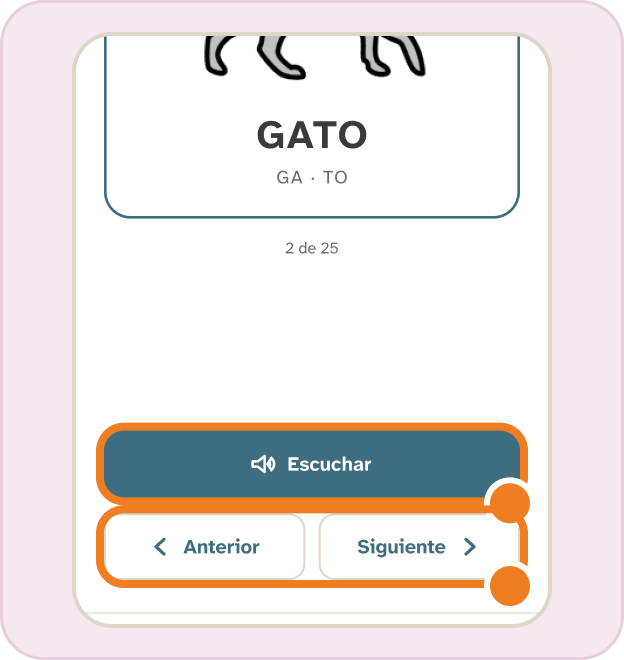 GATO
GA · TO
2 de 25
Escuchar
Anterior
Siguiente